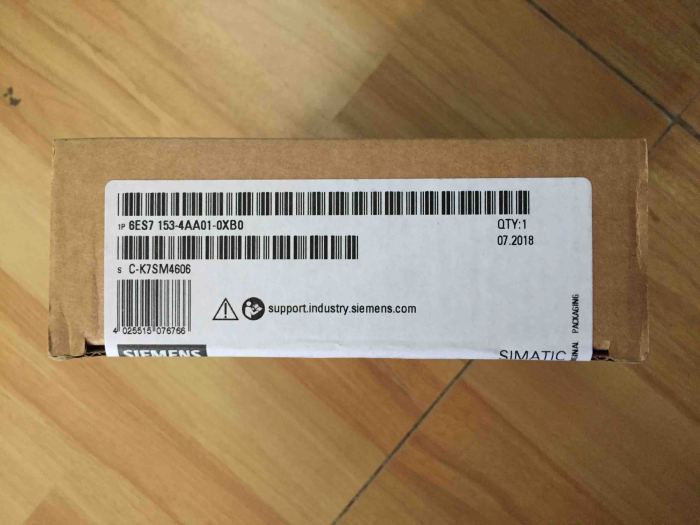 1P 6ES7 153-4AA01-0XB0
QTY:1
07.2018
S C-K7SM4606
support.industry.siemens.com
4 025515 076766
SIEMENS
SIMATIC
PACKAGING